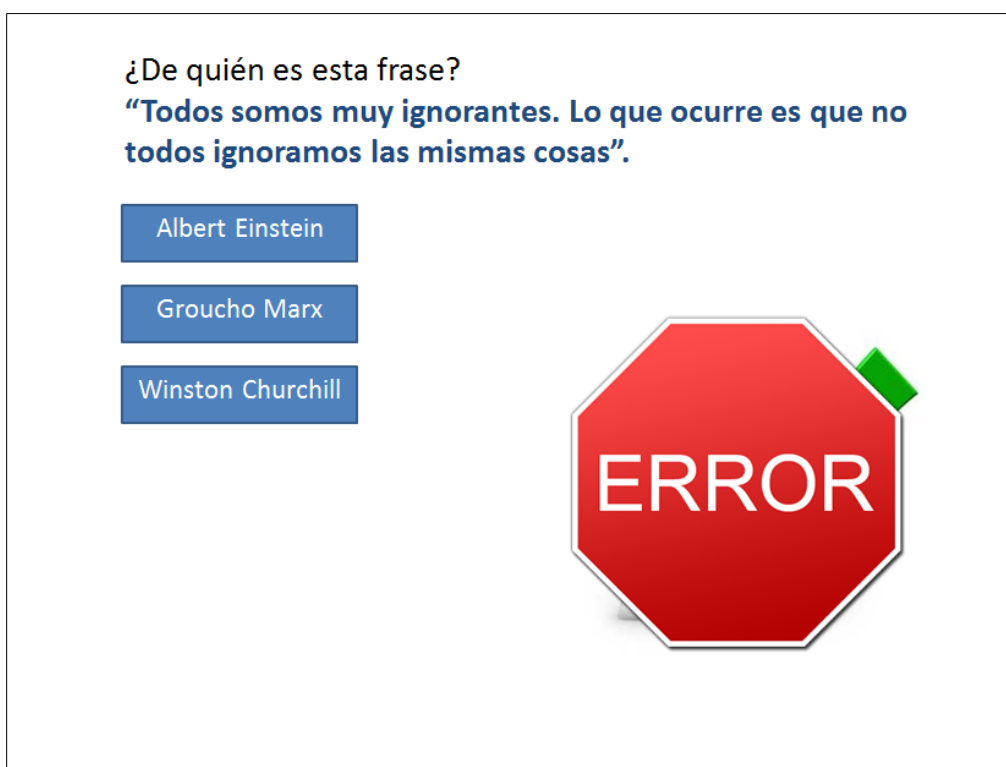 ¿De quién es esta frase?
“Todos somos muy ignorantes. Lo que ocurre es que no
todos ignoramos las mismas cosas”.
Albert Einstein
Groucho Marx
Winston Churchill
ERROR